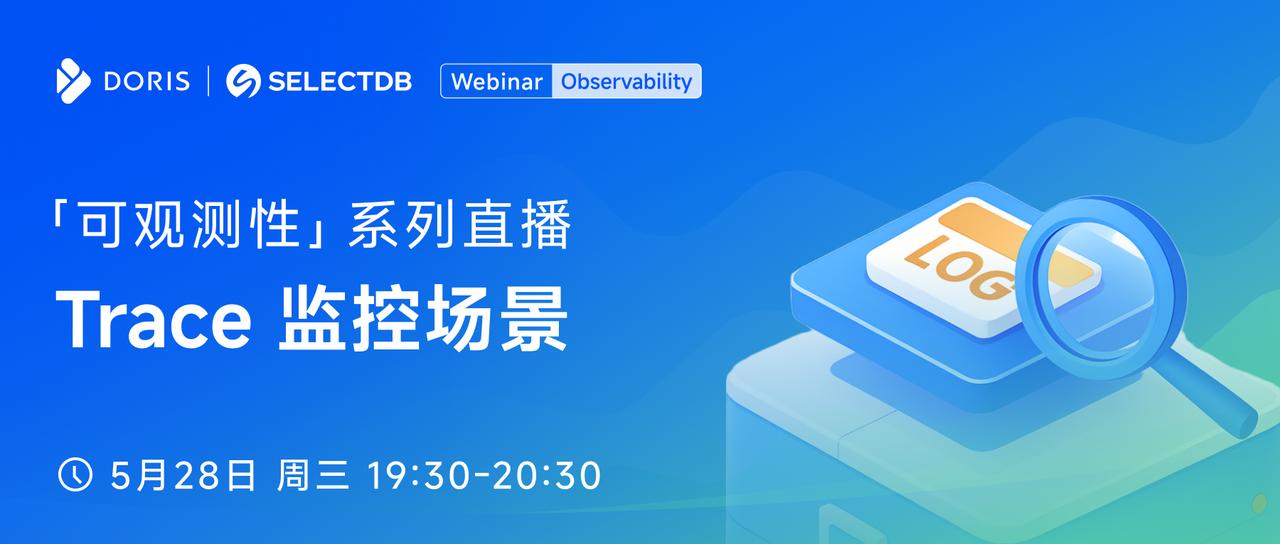 DORIS | SELECTDB Webinar Observability
「可观测性」系列直播
Trace 监控场景
LOG
5月28日 周三 19:30-20:30